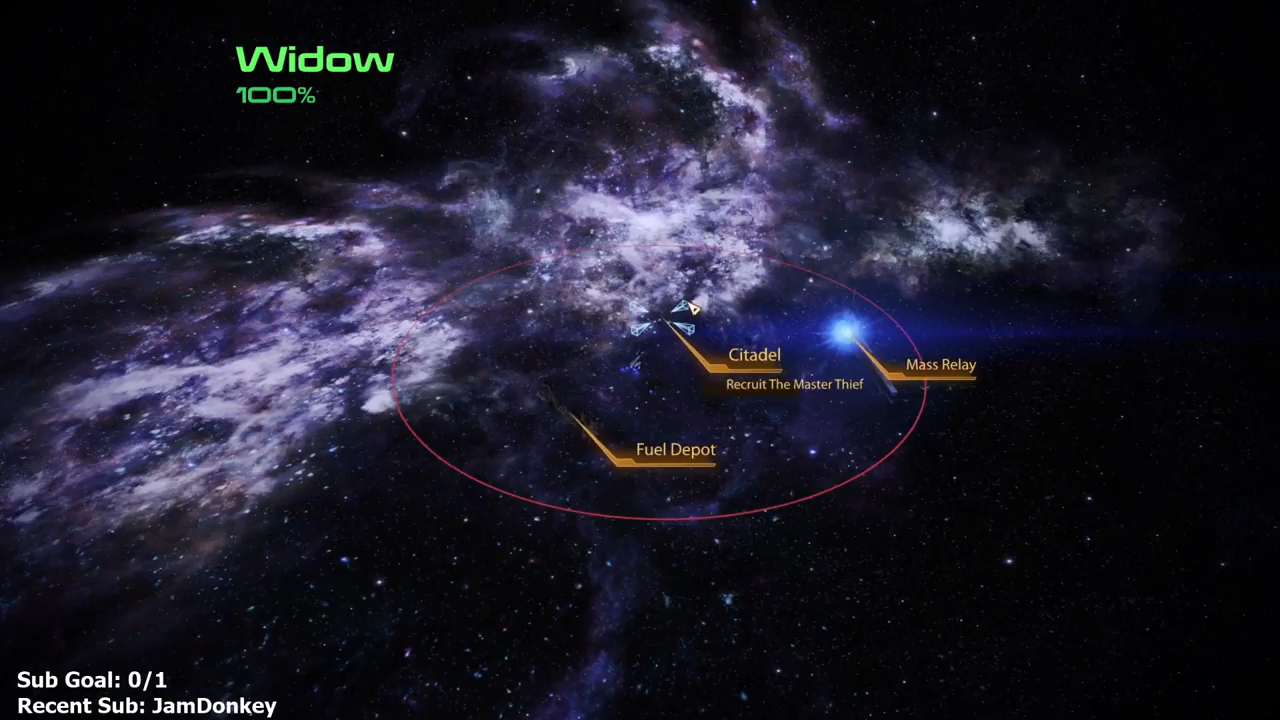 Widow
100%
Citadel
Recruit The Master Thief
Mass Relay
Fuel Depot
Sub Goal: 0/1
Recent Sub: JamDonkey